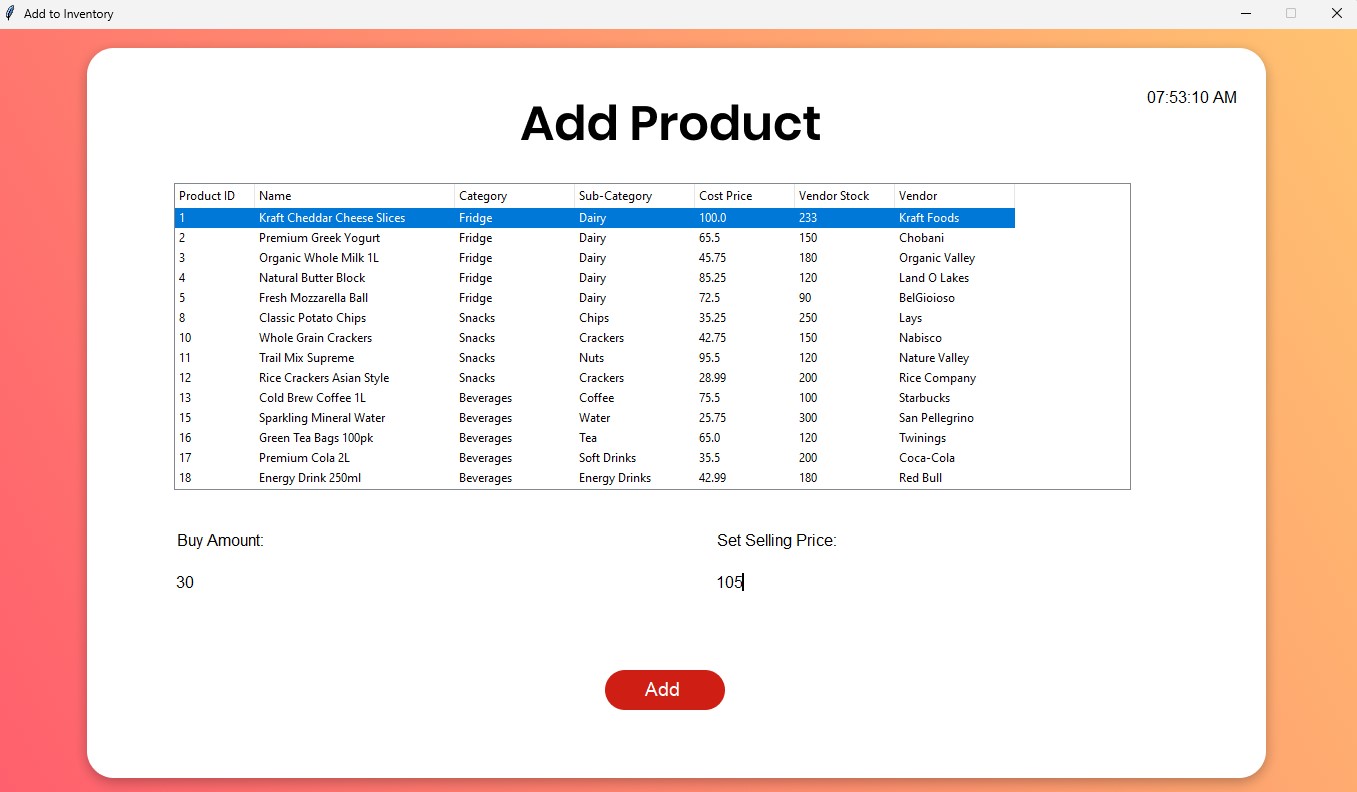 Add to Inventory
07:53:10 AM
Add Product
Product ID Name Category Sub-Category Cost Price Vendor Stock Vendor
1 Kraft Cheddar Cheese Slices Fridge Dairy 100.0 233 Kraft Foods
2 Premium Greek Yogurt Fridge Dairy 65.5 150 Chobani
3 Organic Whole Milk 1L Fridge Dairy 45.75 180 Organic Valley
4 Natural Butter Block Fridge Dairy 85.25 120 Land O Lakes
5 Fresh Mozzarella Ball Fridge Dairy 72.5 90 BelGioioso
8 Classic Potato Chips Snacks Chips 35.25 250 Lays
10 Whole Grain Crackers Snacks Crackers 42.75 150 Nabisco
11 Trail Mix Supreme Snacks Nuts 95.5 120 Nature Valley
12 Rice Crackers Asian Style Snacks Crackers 28.99 200 Rice Company
13 Cold Brew Coffee 1L Beverages Coffee 75.5 100 Starbucks
15 Sparkling Mineral Water Beverages Water 25.75 300 San Pellegrino
16 Green Tea Bags 100pk Beverages Tea 65.0 120 Twinings
17 Premium Cola 2L Beverages Soft Drinks 35.5 200 Coca-Cola
18 Energy Drink 250ml Beverages Energy Drinks 42.99 180 Red Bull
Buy Amount: Set Selling Price:
30 105
Add